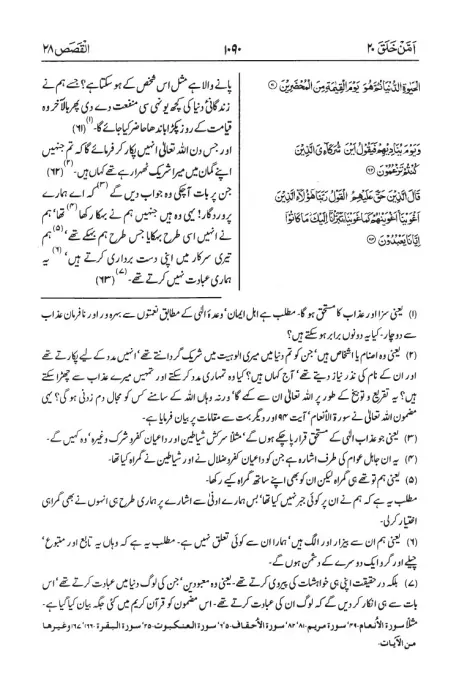 اَمَّنْ خَلَقَ ۲۰
۱۰۹۰
القَصَص ۲۸
الْحَيٰوةِ الدُّنْيَا ثُمَّ هُوَ يَوْمَ الْقِيٰمَةِ مِنَ الْمُحْضَرِيْنَ
وَيَوْمَ يُنَادِيْهِمْ فَيَقُوْلُ اَيْنَ شُرَكَآءِىَ الَّذِيْنَ
كُنْتُمْ تَزْعُمُوْنَ
قَالَ الَّذِيْنَ حَقَّ عَلَيْهِمُ الْقَوْلُ رَبَّنَا هٰٓؤُلَآءِ الَّذِيْنَ
اَغْوَيْنَا اَغْوَيْنٰهُمْ كَمَا غَوَيْنَا تَبَرَّاْنَآ اِلَيْكَ مَا كَانُوْٓا
اِيَّانَا يَعْبُدُوْنَ
پانے والا ہے مثل اس شخص کے ہو سکتا ہے؟ جسے ہم نے
زندگانیٔ دنیا کی کچھ یونہی سی منفعت دے دی پھر بالآخر وہ
قیامت کے روز پکڑا باندھا حاضر کیا جائے گا۔ (۱) (۶۱)
اور جس دن اللہ تعالیٰ انہیں پکار کر فرمائے گا کہ تم جنہیں
اپنے گمان میں میرا شریک ٹھہرا رہے تھے کہاں ہیں۔ (۲) (۶۲)
جن پر بات آچکی وہ جواب دیں گے (۳) کہ اے ہمارے
پروردگار! یہی وہ ہیں جنہیں ہم نے بہکا رکھا (۴) تھا، ہم
نے انہیں اسی طرح بہکایا جس طرح ہم بہکے تھے، (۵) ہم
تیری سرکار میں اپنی دست برداری کرتے ہیں، (۶) یہ
ہماری عبادت نہیں کرتے تھے۔ (۷) (۶۳)
(۱) یعنی سزا اور عذاب کا مستحق ہو گا۔ مطلب ہے اہل ایمان، وعدۂ الٰہی کے مطابق نعمتوں سے بہرہ ور اور نافرمان عذاب
سے دوچار۔ کیا یہ دونوں برابر ہو سکتے ہیں؟
(۲) یعنی وہ اصنام یا اشخاص ہیں، جن کو تم دنیا میں میری الوہیت میں شریک گردانتے تھے، انہیں مدد کے لیے پکارتے تھے
اور ان کے نام کی نذر نیاز دیتے تھے، آج کہاں ہیں؟ کیا وہ تمہاری مدد کر سکتے اور تمہیں میرے عذاب سے چھڑا سکتے
ہیں؟ یہ تقریع و توبیخ کے طور پر اللہ تعالیٰ ان سے کہے گا، ورنہ وہاں اللہ کے سامنے کس کو مجال دم زدنی ہو گی؟ یہی
مضمون اللہ تعالیٰ نے سورۃ الأنعام، آیت ۹۴ اور دیگر بہت سے مقامات پر بیان فرمایا ہے۔
(۳) یعنی جو عذاب الٰہی کے مستحق قرار پا چکے ہوں گے، مثلاً سرکش شیاطین اور داعیان کفر و شرک وغیرہ، وہ کہیں گے۔
(۴) یہ ان جاہل عوام کی طرف اشارہ ہے جن کو داعیان کفر و ضلال نے اور شیاطین نے گمراہ کیا تھا۔
(۵) یعنی ہم تو تھے ہی گمراہ لیکن ان کو بھی اپنے ساتھ گمراہ کیے رکھا۔
مطلب یہ ہے کہ ہم نے ان پر کوئی جبر نہیں کیا تھا، بس ہمارے ادنیٰ سے اشارے پر ہماری طرح ہی انہوں نے بھی گمراہی
اختیار کر لی۔
(۶) یعنی ہم ان سے بیزار اور الگ ہیں، ہمارا ان سے کوئی تعلق نہیں ہے۔ مطلب یہ ہے کہ وہاں یہ تابع اور متبوع،
چیلے اور گرو ایک دوسرے کے دشمن ہوں گے۔
(۷) بلکہ در حقیقت اپنی ہی خواہشات کی پیروی کرتے تھے۔ یعنی وہ معبودین، جن کی لوگ دنیا میں عبادت کرتے تھے، اس
بات سے ہی انکار کر دیں گے کہ لوگ ان کی عبادت کرتے تھے۔ اس مضمون کو قرآن کریم میں کئی جگہ بیان کیا گیا ہے۔
مثلاً سورۃ الأنعام۔۴۹، سورۃ مریم۔۸۱، ۸۲، سورۃ الأحقاف۔۵، ۶، سورۃ العنکبوت۔۲۵، سورۃ البقرۃ۔۱۶۶، ۱۶۷ وغیرھا
من الآیات۔